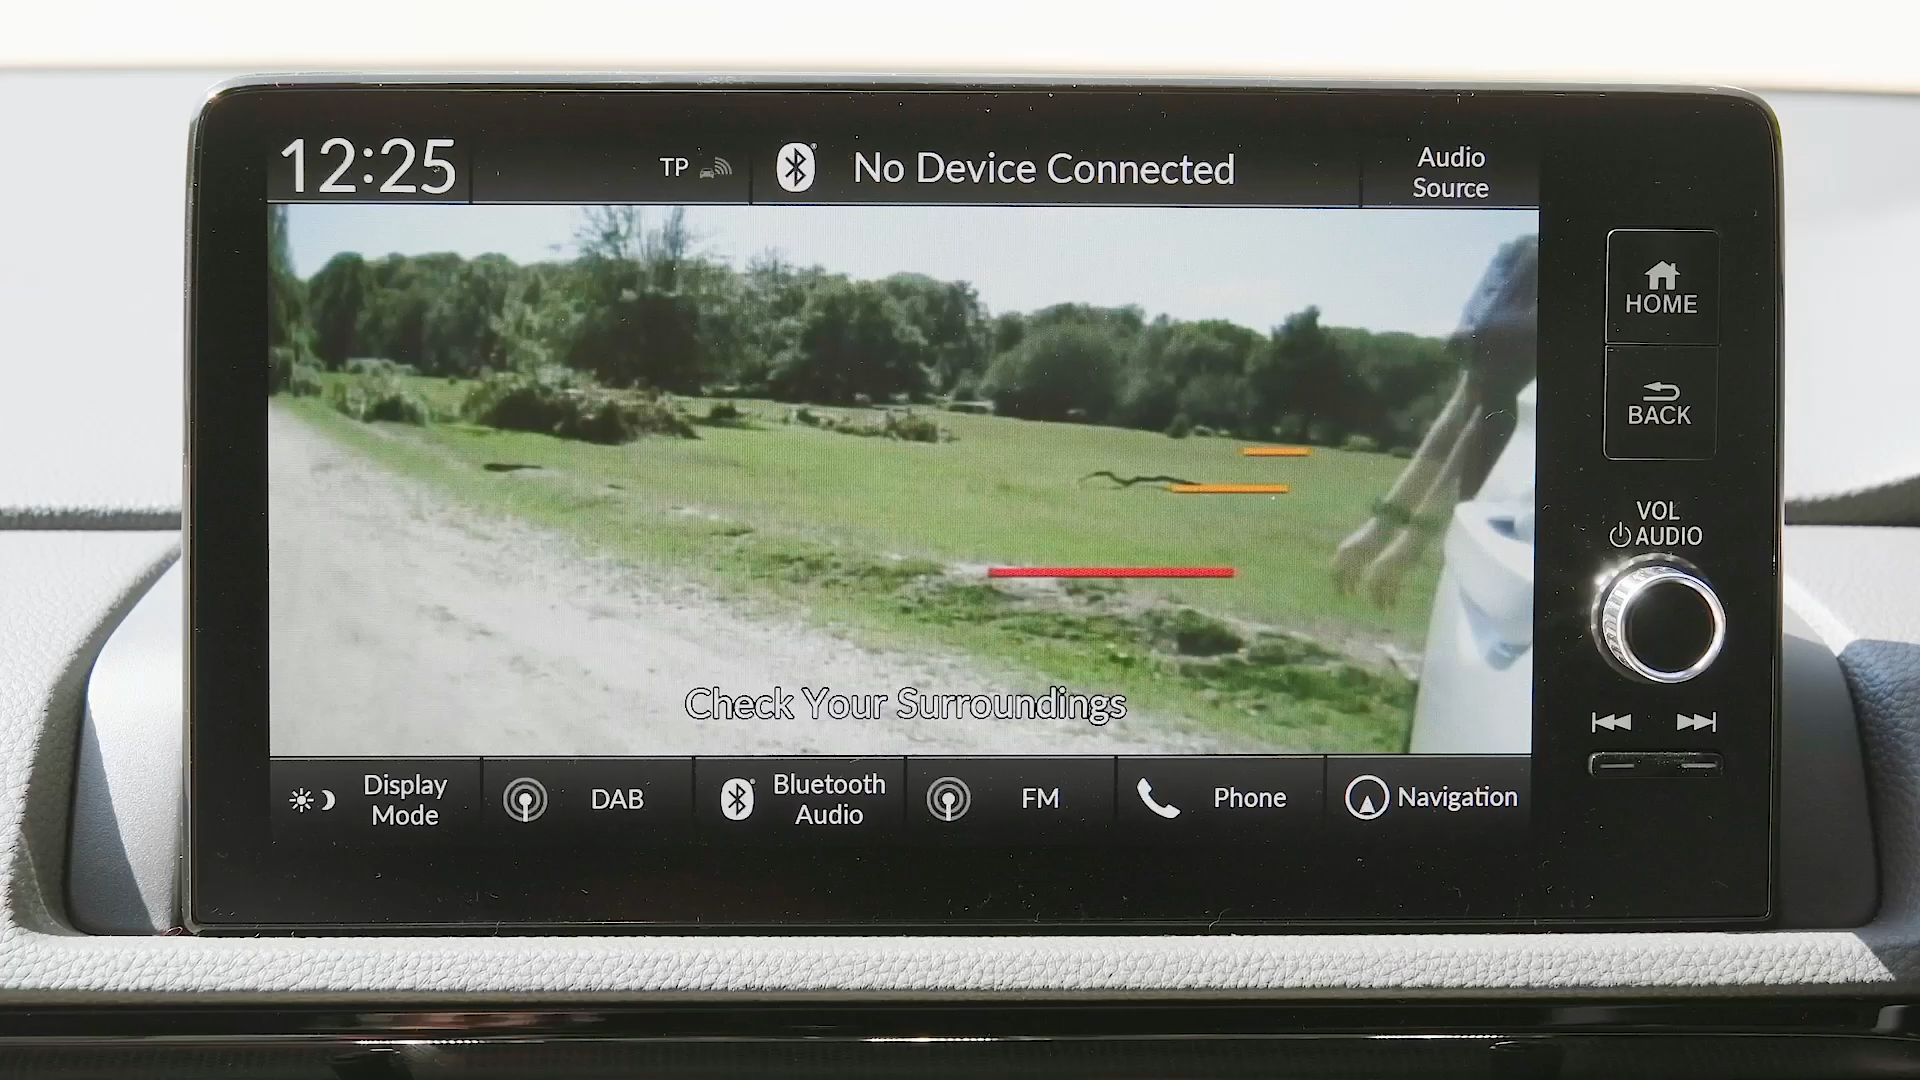 12:25
TP
No Device Connected
Audio
Source
HOME
BACK
VOL
AUDIO
Check Your Surroundings
Display
Mode
DAB
Bluetooth
Audio
FM
Phone
Navigation